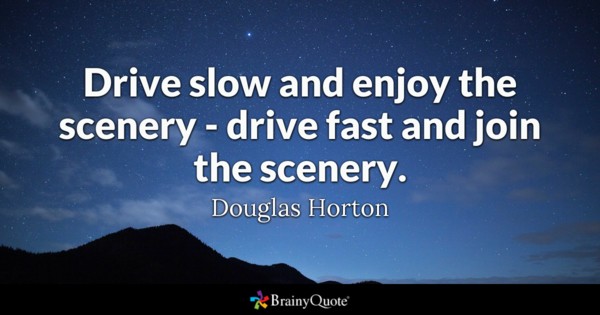 Drive slow and enjoy the
scenery - drive fast and join
the scenery.
Douglas Horton
BrainyQuote®